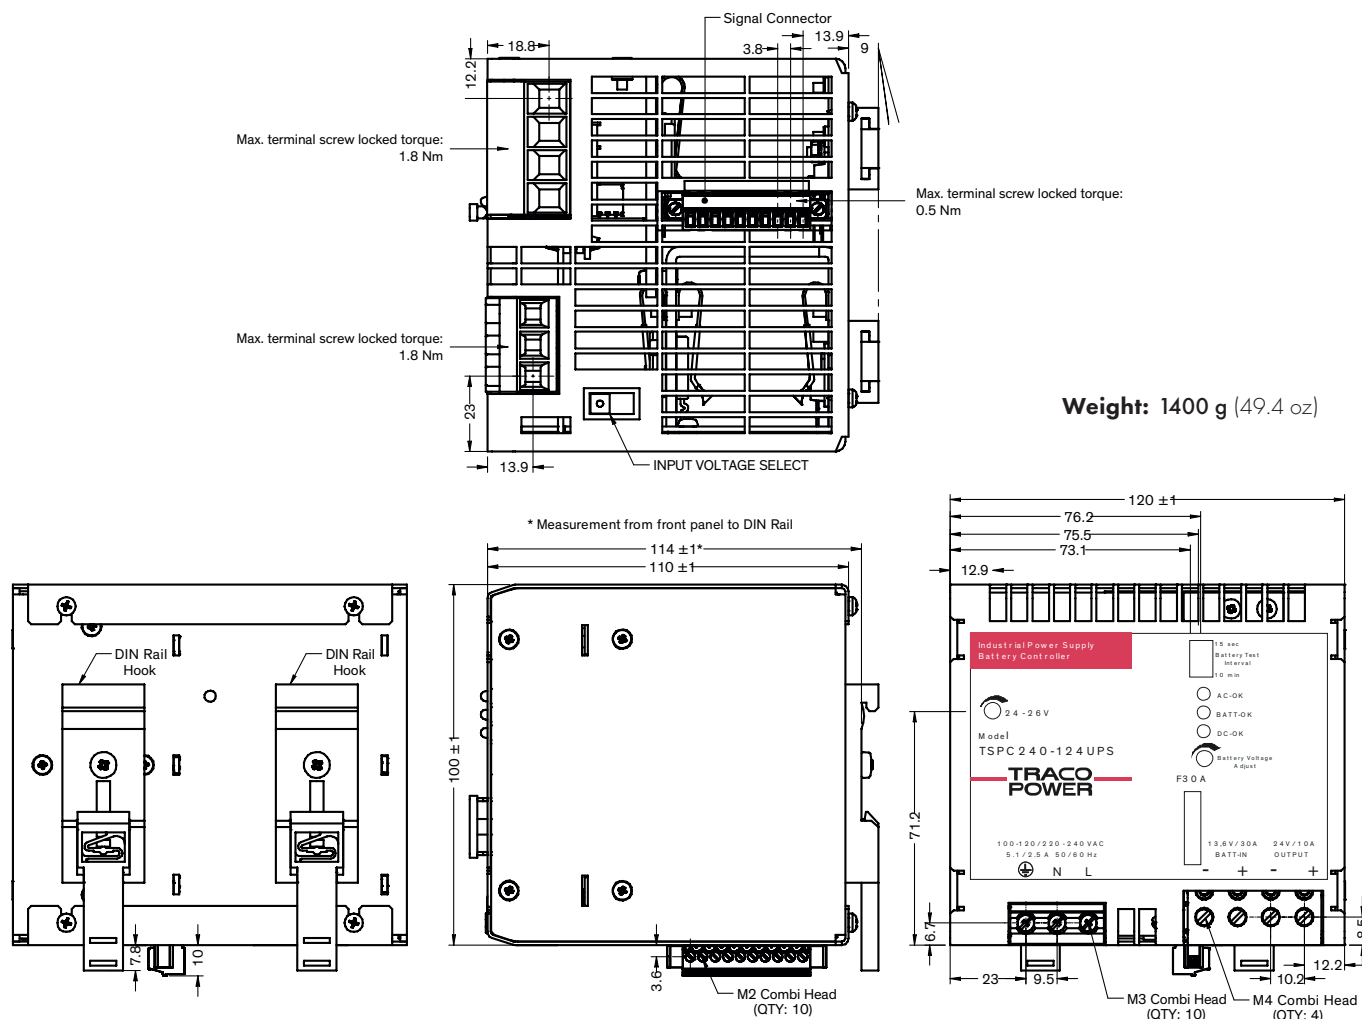 Signal Connector
18.8
3.8
13.9
9
12.2
Max. terminal screw locked torque:
1.8 Nm
Max. terminal screw locked torque:
0.5 Nm
Max. terminal screw locked torque:
1.8 Nm
23
13.9
INPUT VOLTAGE SELECT
Weight: 1400 g (49.4 oz)
DIN Rail
Hook
DIN Rail
Hook
7.8
10
* Measurement from front panel to DIN Rail
114 ±1*
110 ±1
100 ±1
3.6
M2 Combi Head
(QTY: 10)
120 ±1
76.2
75.5
73.1
12.9
Industrial Power Supply
Battery Controller
15 sec
Battery Test
Interval
10 min
AC-OK
BATT-OK
DC-OK
24-26V
Model
TSPC 240-124UPS
Battery Voltage
Adjust
TRACO
POWER
F30A
71.2
100-120/220-240 VAC
5.1/2.5 A 50/60 Hz
N L
13,6V/30A
BATT-IN
24V/10A
OUTPUT
- + - +
6.7
8.5
23
9.5
10.2
12.2
M3 Combi Head
(QTY: 10)
M4 Combi Head
(QTY: 4)